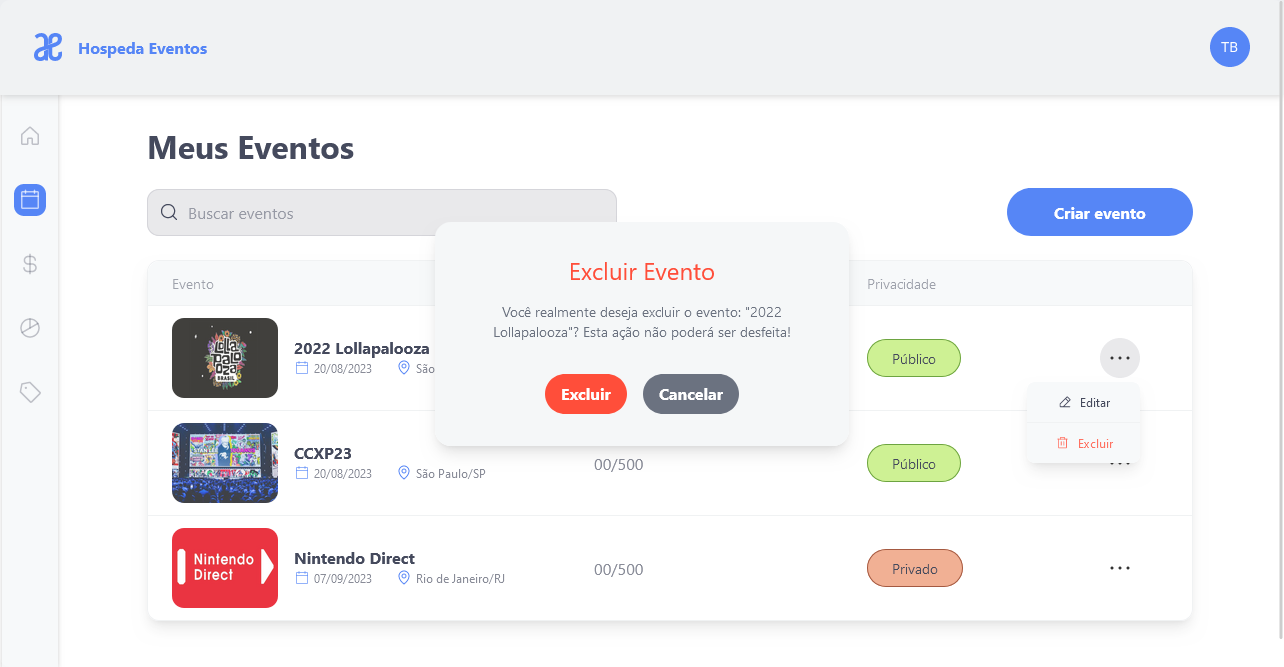 Hospeda Eventos
TB
Meus Eventos
Buscar eventos
Criar evento
Excluir Evento
Você realmente deseja excluir o evento: "2022
Lollapalooza"? Esta ação não poderá ser desfeita!
Excluir
Cancelar
Evento
Privacidade
LOLLA
PALO
OZA
BRASIL
2022 Lollapalooza
20/08/2023
São
Público
Editar
Excluir
CCXP23
20/08/2023
São Paulo/SP
00/500
Público
Nintendo
Direct
Nintendo Direct
07/09/2023
Rio de Janeiro/RJ
00/500
Privado